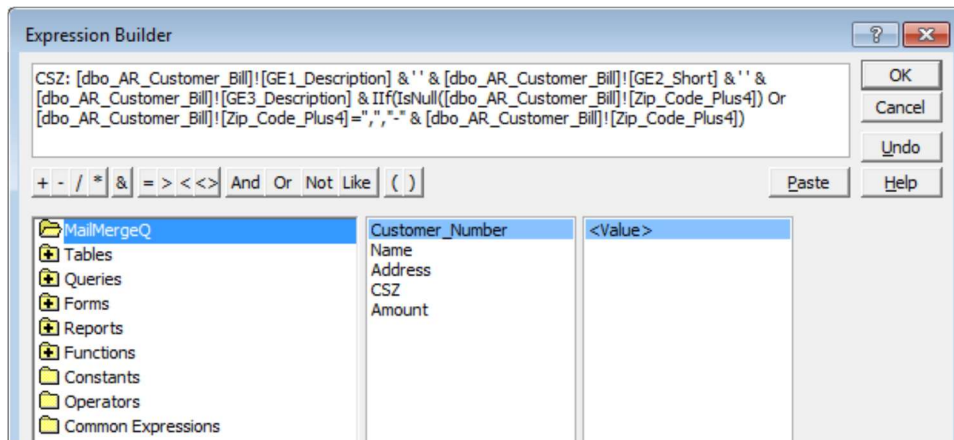 Expression Builder
CSZ: [dbo_AR_Customer_Bill]![GE1_Description] & ' ' & [dbo_AR_Customer_Bill]![GE2_Short] & ' ' &
[dbo_AR_Customer_Bill]![GE3_Description] & IIf(IsNull([dbo_AR_Customer_Bill]![Zip_Code_Plus4]) Or
[dbo_AR_Customer_Bill]![Zip_Code_Plus4]='','',"-" & [dbo_AR_Customer_Bill]![Zip_Code_Plus4])
OK
Cancel
Undo
+ - / * & = > < <> And Or Not Like ( )
Paste
Help
MailMergeQ
Tables
Queries
Forms
Reports
Functions
Constants
Operators
Common Expressions
Customer_Number
Name
Address
CSZ
Amount
<Value>